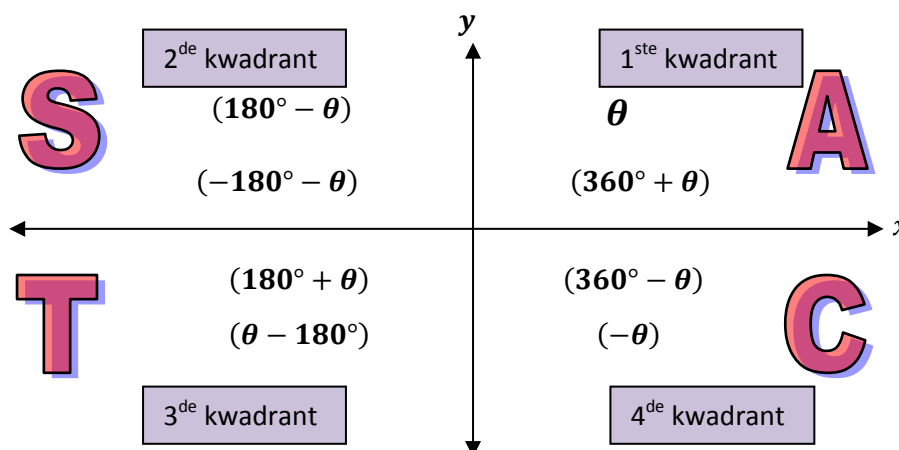 y
2de kwadrant
1ste kwadrant
S
(180° − θ)
θ
A
(−180° − θ)
(360° + θ)
x
T
(180° + θ)
(360° − θ)
C
(θ − 180°)
(−θ)
3de kwadrant
4de kwadrant